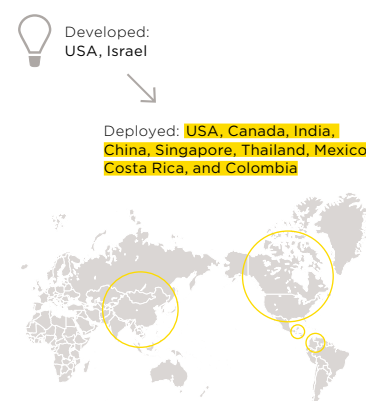 Developed:
USA, Israel
Deployed: USA, Canada, India,
China, Singapore, Thailand, Mexico
Costa Rica, and Colombia